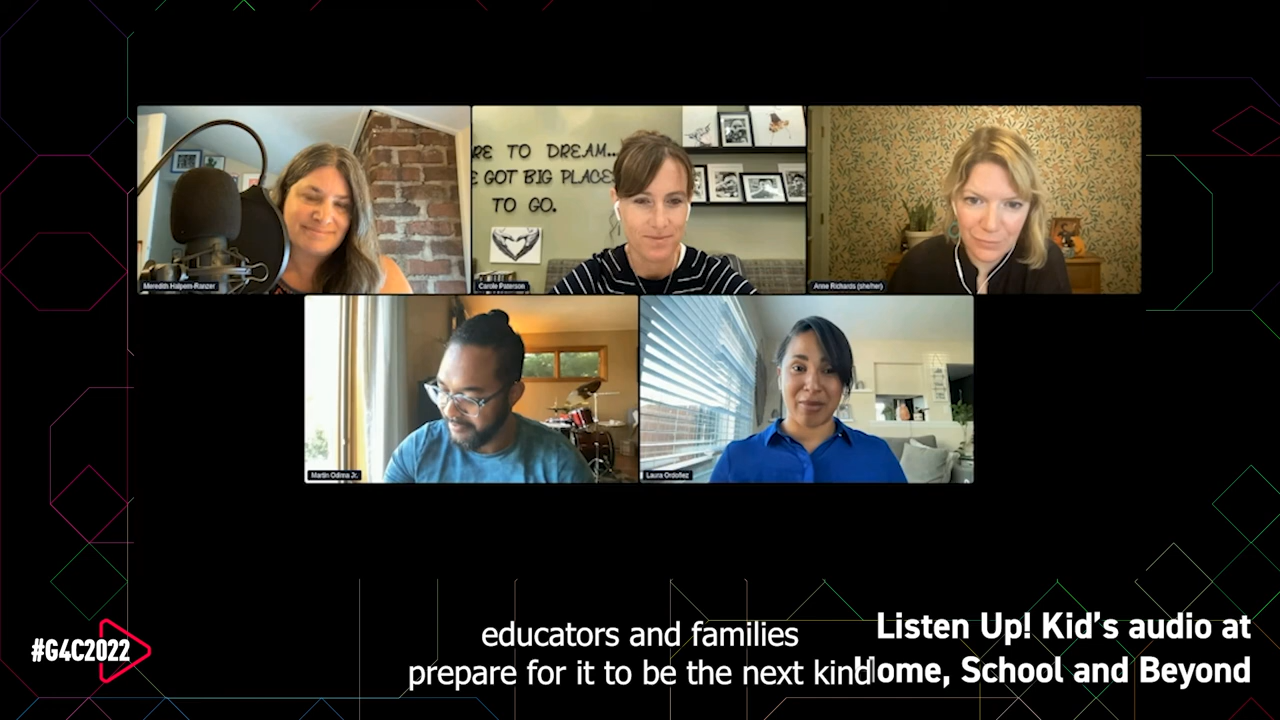 RE TO DREAM...
E GOT BIG PLACES
TO GO.
Meredith Halpern-Ranzer
Carole Paterson
Anne Richards (she/her)
Martin Odima Jr.
Laura Ordoñez
#G4C2022
educators and families
prepare for it to be the next kind
Listen Up! Kid's audio at
Home, School and Beyond